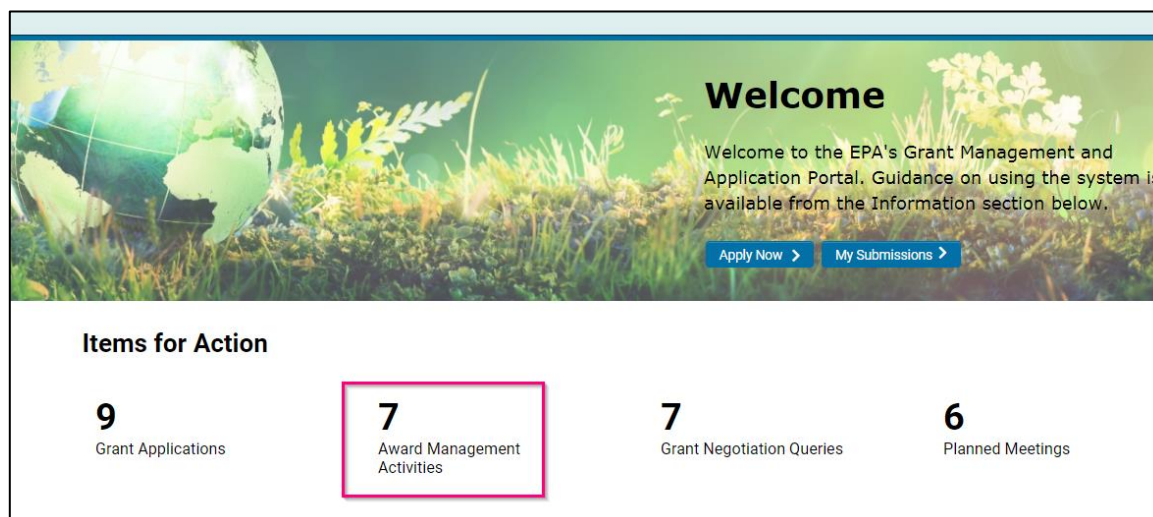 Welcome
Welcome to the EPA's Grant Management and
Application Portal. Guidance on using the system is
available from the Information section below.
Apply Now
My Submissions
Items for Action
9
Grant Applications
7
Award Management
Activities
7
Grant Negotiation Queries
6
Planned Meetings